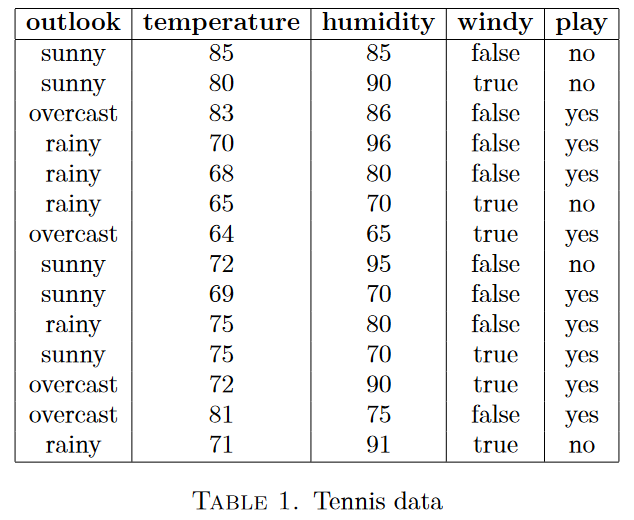 outlook temperature humidity windy play
sunny 85 85 false no
sunny 80 90 true no
overcast 83 86 false yes
rainy 70 96 false yes
rainy 68 80 false yes
rainy 65 70 true no
overcast 64 65 true yes
sunny 72 95 false no
sunny 69 70 false yes
rainy 75 80 false yes
sunny 75 70 true yes
overcast 72 90 true yes
overcast 81 75 false yes
rainy 71 91 true no
TABLE 1. Tennis data